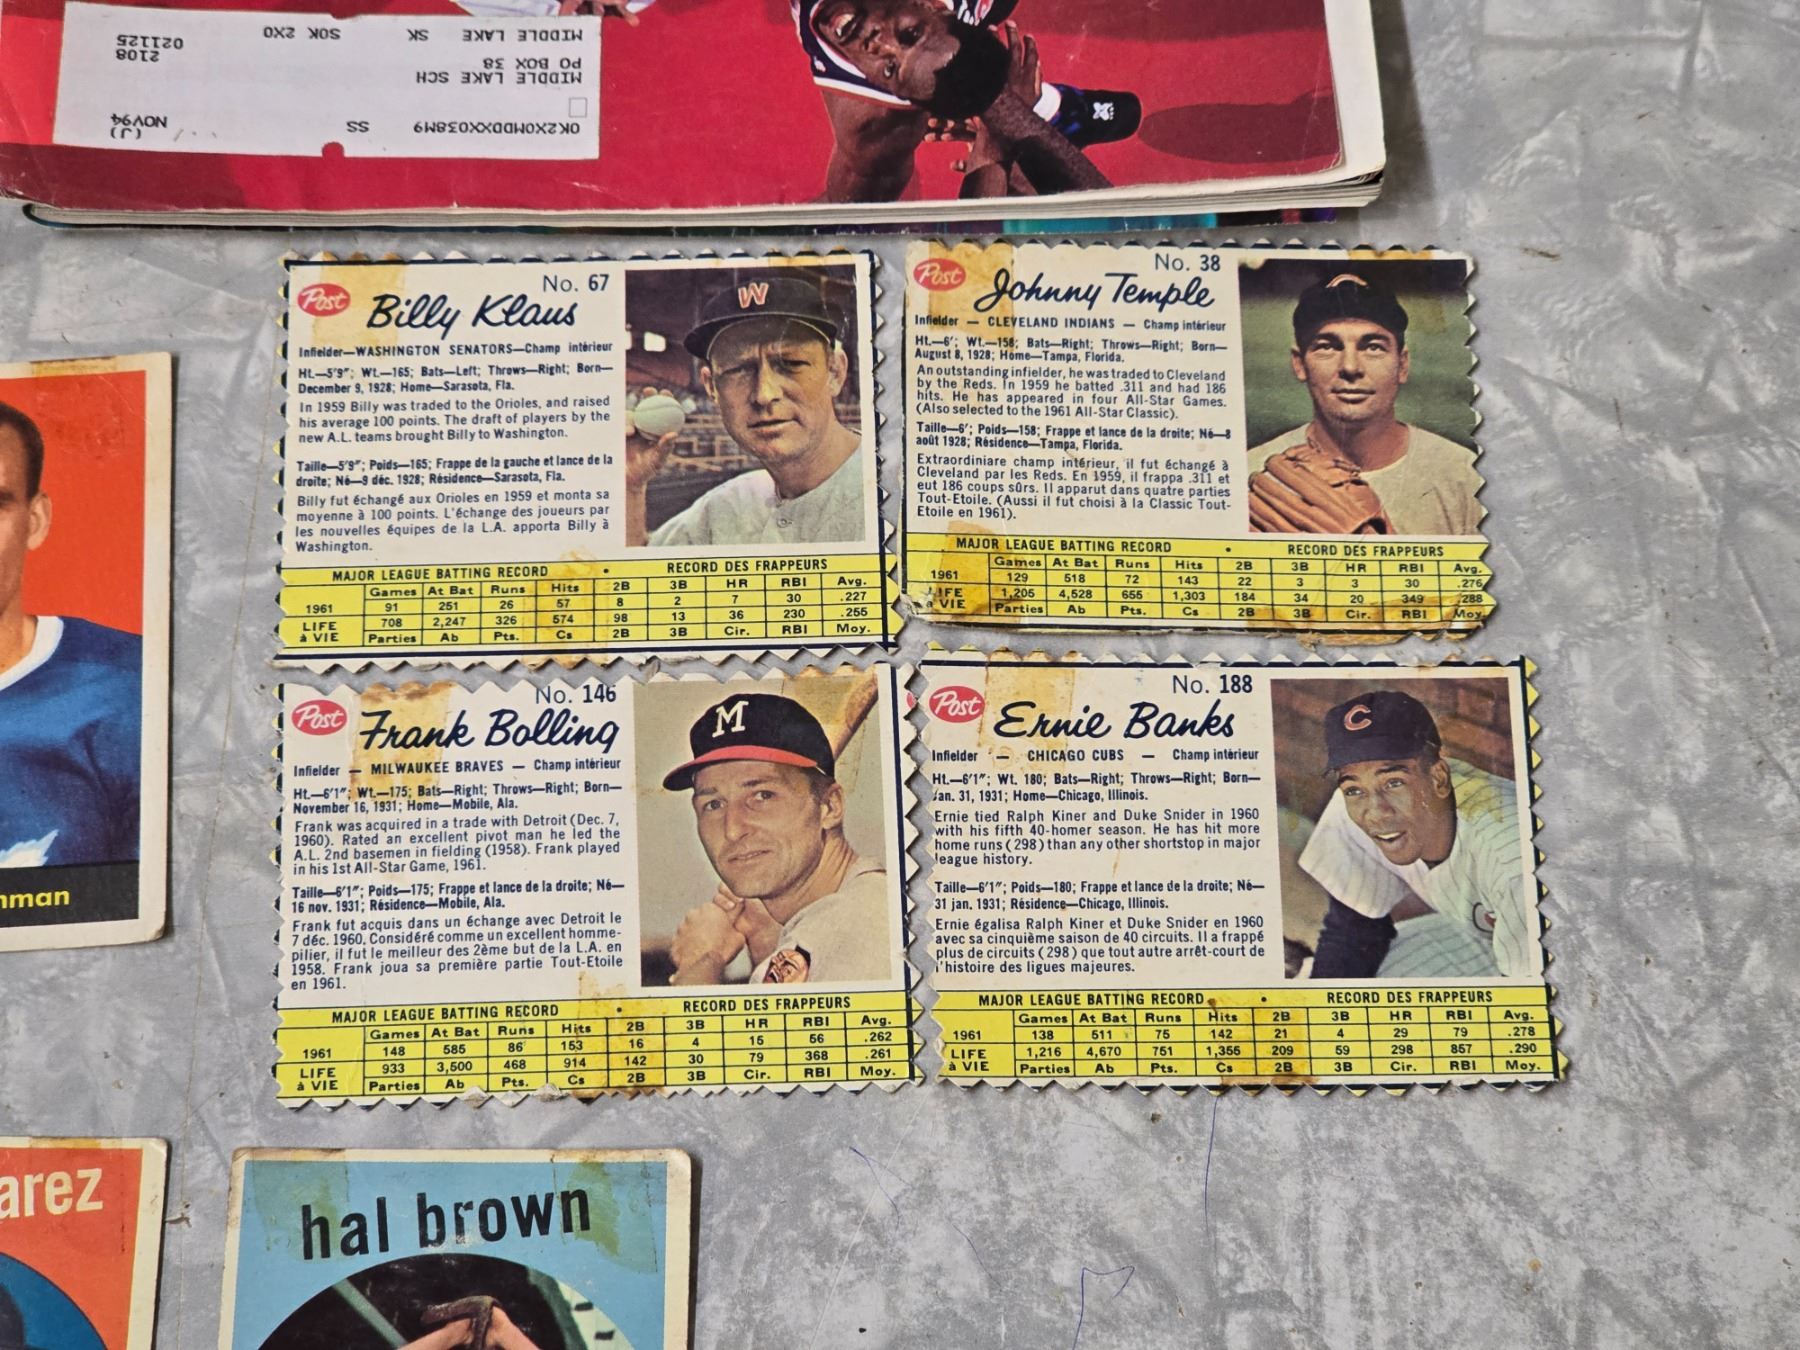 OK2X0MDDXX038M9 SS (J)
NOV94
MIDDLE LAKE SCH
PO BOX 38 2108
MIDDLE LAKE SK S0K 2X0 021125
Post
No. 67
Billy Klaus
Infielder—WASHINGTON SENATORS—Champ intérieur
Ht.—5'9"; Wt.—165; Bats—Left; Throws—Right; Born—
December 9, 1928; Home—Sarasota, Fla.
In 1959 Billy was traded to the Orioles, and raised
his average 100 points. The draft of players by the
new A.L. teams brought Billy to Washington.
Taille—5'9"; Poids—165; Frappe de la gauche et lance de la
droite; Né—9 déc. 1928; Résidence—Sarasota, Fla.
Billy fut échangé aux Orioles en 1959 et monta sa
moyenne à 100 points. L'échange des joueurs par
les nouvelles équipes de la L.A. apporta Billy à
Washington.
W
MAJOR LEAGUE BATTING RECORD • RECORD DES FRAPPEURS
Games At Bat Runs Hits 2B 3B HR RBI Avg.
1961 91 251 26 57 8 2 7 30 .227
LIFE à VIE 708 2,247 326 574 98 13 36 230 .255
Parties Ab Pts. Cs 2B 3B Cir. RBI Moy.
Post
No. 38
Johnny Temple
Infielder — CLEVELAND INDIANS — Champ intérieur
Ht.—6'; Wt.—158; Bats—Right; Throws—Right; Born—
August 8, 1928; Home—Tampa, Florida.
An outstanding infielder, he was traded to Cleveland
by the Reds. In 1959 he batted .311 and had 186
hits. He has appeared in four All-Star Games.
(Also selected to the 1961 All-Star Classic).
Taille—6'; Poids—158; Frappe et lance de la droite; Né—8
août 1928; Résidence—Tampa, Florida.
Extraordiniare champ intérieur, il fut échangé à
Cleveland par les Reds. En 1959, il frappa .311 et
eut 186 coups sûrs. Il apparut dans quatre parties
Tout-Etoile. (Aussi il fut choisi à la Classic Tout-
Etoile en 1961).
MAJOR LEAGUE BATTING RECORD • RECORD DES FRAPPEURS
Games At Bat Runs Hits 2B 3B HR RBI Avg.
1961 129 518 72 143 22 3 3 30 .276
LIFE à VIE 1,205 4,528 655 1,303 184 34 20 349 .288
Parties Ab Pts. Cs 2B 3B Cir. RBI Moy.
Post
No. 146
Frank Bolling
Infielder — MILWAUKEE BRAVES — Champ intérieur
Ht.—6'1"; Wt.—175; Bats—Right; Throws—Right; Born—
November 16, 1931; Home—Mobile, Ala.
Frank was acquired in a trade with Detroit (Dec. 7,
1960). Rated an excellent pivot man he led the
A.L. 2nd basemen in fielding (1958). Frank played
in his 1st All-Star Game, 1961.
Taille—6'1"; Poids—175; Frappe et lance de la droite; Né—
16 nov. 1931; Résidence—Mobile, Ala.
Frank fut acquis dans un échange avec Detroit le
7 déc. 1960. Considéré comme un excellent homme-
pilier, il fut le meilleur des 2ème but de la L.A. en
1958. Frank joua sa première partie Tout-Etoile
en 1961.
M
MAJOR LEAGUE BATTING RECORD • RECORD DES FRAPPEURS
Games At Bat Runs Hits 2B 3B HR RBI Avg.
1961 148 585 86 153 16 4 15 56 .262
LIFE à VIE 933 3,500 468 914 142 30 79 368 .261
Parties Ab Pts. Cs 2B 3B Cir. RBI Moy.
Post
No. 188
Ernie Banks
Infielder — CHICAGO CUBS — Champ intérieur
Ht.—6'1"; Wt. 180; Bats—Right; Throws—Right; Born—
Jan. 31, 1931; Home—Chicago, Illinois.
Ernie tied Ralph Kiner and Duke Snider in 1960
with his fifth 40-homer season. He has hit more
home runs (298) than any other shortstop in major
league history.
Taille—6'1"; Poids—180; Frappe et lance de la droite; Né—
31 jan. 1931; Résidence—Chicago, Illinois.
Ernie égalisa Ralph Kiner et Duke Snider en 1960
avec sa cinquième saison de 40 circuits. Il a frappé
plus de circuits (298) que tout autre arrêt-court de
l'histoire des ligues majeures.
C
MAJOR LEAGUE BATTING RECORD • RECORD DES FRAPPEURS
Games At Bat Runs Hits 2B 3B HR RBI Avg.
1961 138 511 75 142 21 4 29 79 .278
LIFE à VIE 1,216 4,670 751 1,355 209 59 298 857 .290
Parties Ab Pts. Cs 2B 3B Cir. RBI Moy.
man
arez
hal brown